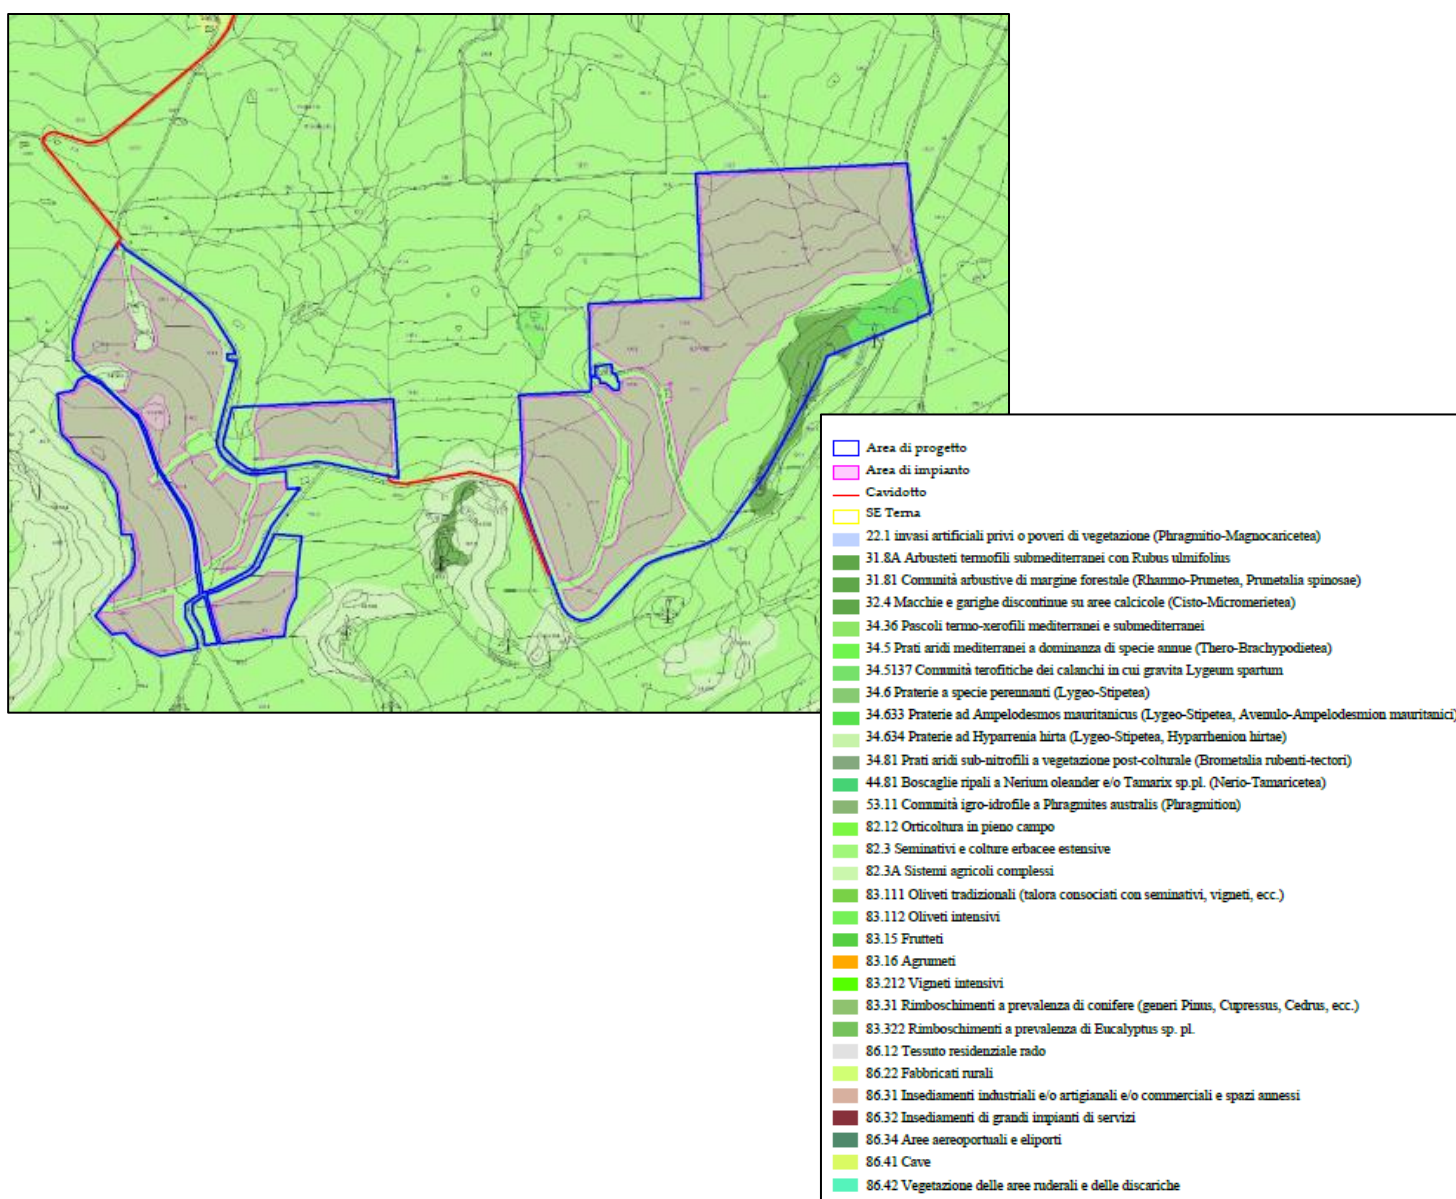 Area di progetto
Area di impianto
Cavidotto
SE Terna
22.1 invasi artificiali privi o poveri di vegetazione (Phragmitio-Magnocaricetea)
31.8A Arbusteti termofili submediterranei con Rubus ulmifolius
31.81 Comunità arbustive di margine forestale (Rhamno-Prunetea, Prunetalia spinosae)
32.4 Macchie e garighe discontinue su aree calcicole (Cisto-Micromerietea)
34.36 Pascoli termo-xerofili mediterranei e submediterranei
34.5 Prati aridi mediterranei a dominanza di specie annue (Thero-Brachypodietea)
34.5137 Comunità terofitiche dei calanchi in cui gravita Lygeum spartum
34.6 Praterie a specie perennanti (Lygeo-Stipetea)
34.633 Praterie ad Ampelodesmos mauritanicus (Lygeo-Stipetea, Avenulo-Ampelodesmion mauritanici)
34.634 Praterie ad Hyparrenia hirta (Lygeo-Stipetea, Hyparrhenion hirtae)
34.81 Prati aridi sub-nitrofili a vegetazione post-colturale (Brometalia rubenti-tectori)
44.81 Boscaglie ripali a Nerium oleander e/o Tamarix sp.pl. (Nerio-Tamaricetea)
53.11 Comunità igro-idrofile a Phragmites australis (Phragmition)
82.12 Orticoltura in pieno campo
82.3 Seminativi e colture erbacee estensive
82.3A Sistemi agricoli complessi
83.111 Oliveti tradizionali (talora consociati con seminativi, vigneti, ecc.)
83.112 Oliveti intensivi
83.15 Frutteti
83.16 Agrumeti
83.212 Vigneti intensivi
83.31 Rimboschimenti a prevalenza di conifere (generi Pinus, Cupressus, Cedrus, ecc.)
83.322 Rimboschimenti a prevalenza di Eucalyptus sp. pl.
86.12 Tessuto residenziale rado
86.22 Fabbricati rurali
86.31 Insediamenti industriali e/o artigianali e/o commerciali e spazi annessi
86.32 Insediamenti di grandi impianti di servizi
86.34 Aree aereoportuali e eliporti
86.41 Cave
86.42 Vegetazione delle aree ruderali e delle discariche